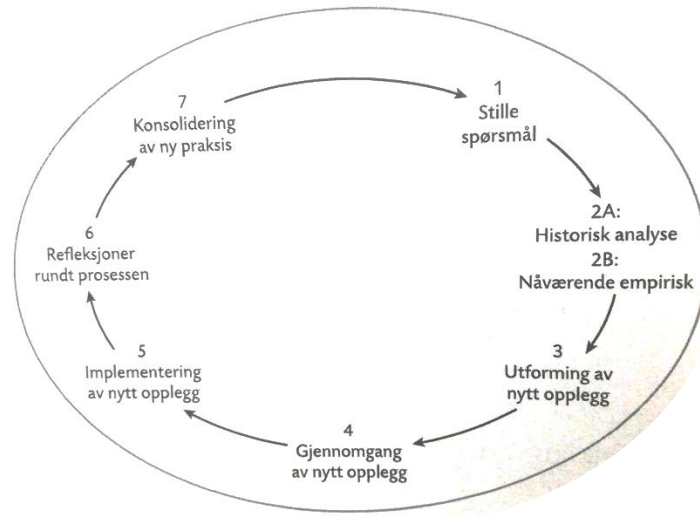 1
Stille
spørsmål
2A:
Historisk analyse
2B:
Nåværende empirisk
3
Utforming av
nytt opplegg
4
Gjennomgang
av nytt opplegg
5
Implementering
av nytt opplegg
6
Refleksjoner
rundt prosessen
7
Konsolidering
av ny praksis